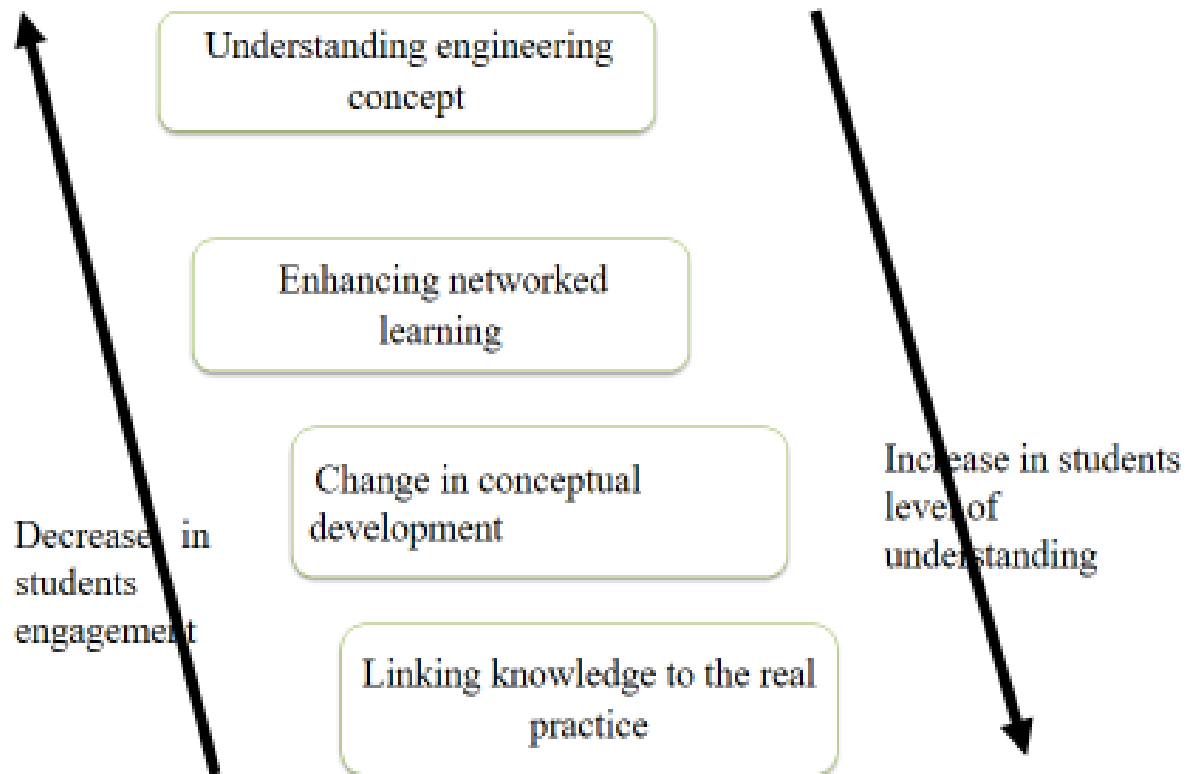 Understanding engineering
concept
Enhancing networked
learning
Change in conceptual
development
Linking knowledge to the real
practice
Decrease in
students
engagement
Increase in students
level of
understanding